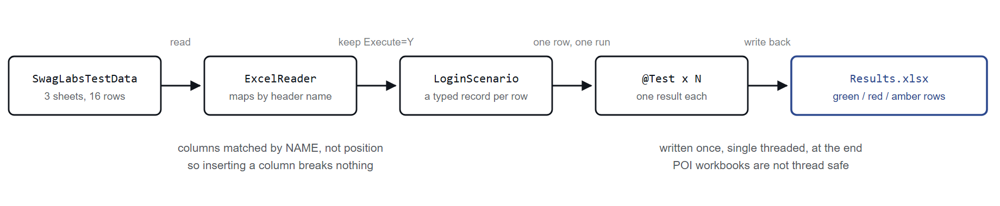 read
keep Execute=Y
one row, one run
write back
SwagLabsTestData
3 sheets, 16 rows
ExcelReader
maps by header name
LoginScenario
a typed record per row
@Test x N
one result each
Results.xlsx
green / red / amber rows
columns matched by NAME, not position
so inserting a column breaks nothing
written once, single threaded, at the end
POI workbooks are not thread safe